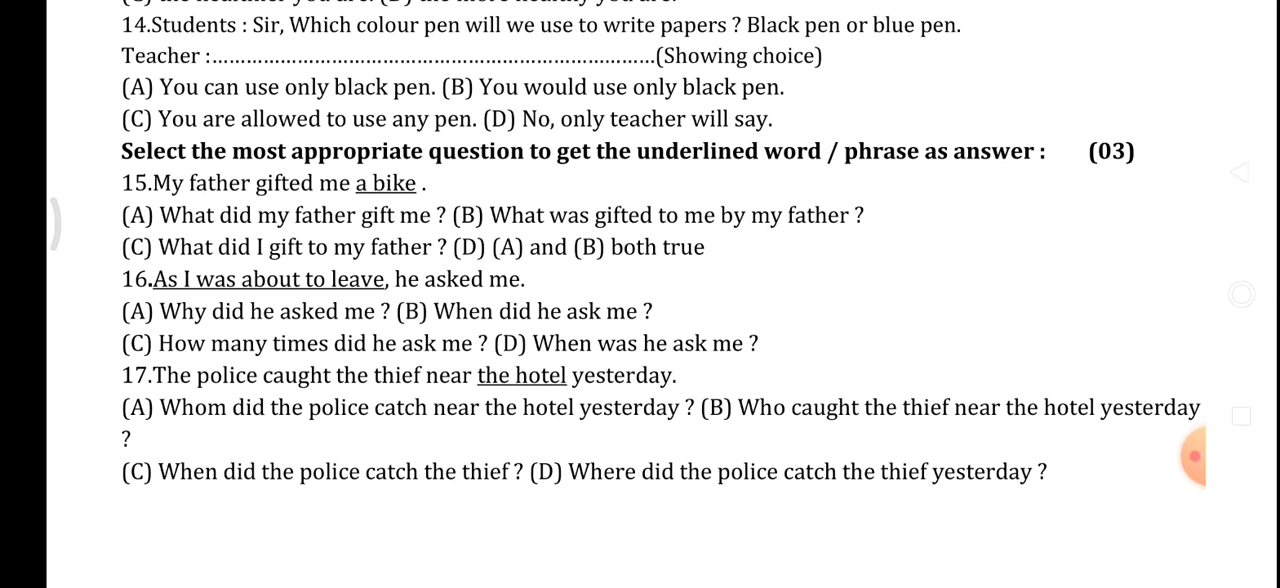 14.Students : Sir, Which colour pen will we use to write papers ? Black pen or blue pen.
Teacher :...............................................................................(Showing choice)
(A) You can use only black pen. (B) You would use only black pen.
(C) You are allowed to use any pen. (D) No, only teacher will say.
Select the most appropriate question to get the underlined word / phrase as answer : (03)
15.My father gifted me a bike .
(A) What did my father gift me ? (B) What was gifted to me by my father ?
(C) What did I gift to my father ? (D) (A) and (B) both true
16.As I was about to leave, he asked me.
(A) Why did he asked me ? (B) When did he ask me ?
(C) How many times did he ask me ? (D) When was he ask me ?
17.The police caught the thief near the hotel yesterday.
(A) Whom did the police catch near the hotel yesterday ? (B) Who caught the thief near the hotel yesterday
?
(C) When did the police catch the thief ? (D) Where did the police catch the thief yesterday ?